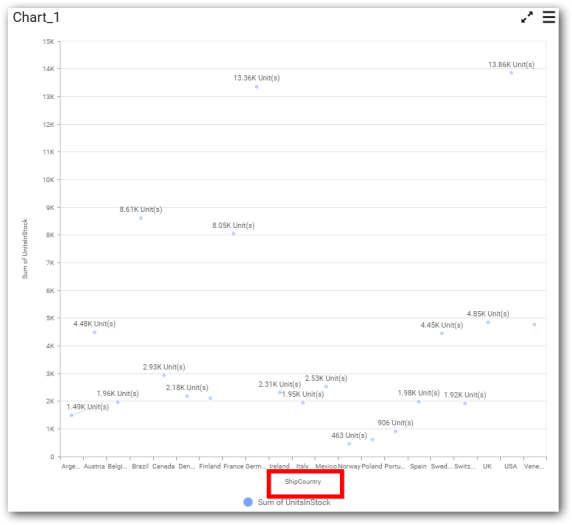 Chart_1
15K
14K
13K
12K
11K
10K
9K
8K
7K
6K
5K
4K
3K
2K
1K
0
Sum of UnitsInStock
1.49K Unit(s)
4.48K Unit(s)
1.96K Unit(s)
8.61K Unit(s)
2.93K Unit(s)
2.18K Unit(s)
8.05K Unit(s)
13.36K Unit(s)
2.31K Unit(s)
1.95K Unit(s)
2.53K Unit(s)
463 Unit(s)
906 Unit(s)
1.98K Unit(s)
4.45K Unit(s)
1.92K Unit(s)
4.85K Unit(s)
13.86K Unit(s)
Arge... Austria Belgi... Brazil Canada Den... Finland France Germ... Ireland Italy Mexico Norway Poland Portu... Spain Swed... Switz... UK USA Vene...
ShipCountry
Sum of UnitsInStock